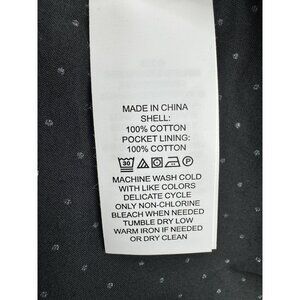 MADE IN CHINA
SHELL:
100% COTTON
POCKET LINING:
100% COTTON
30
MACHINE WASH COLD
WITH LIKE COLORS
DELICATE CYCLE
ONLY NON-CHLORINE
BLEACH WHEN NEEDED
TUMBLE DRY LOW
WARM IRON IF NEEDED
OR DRY CLEAN